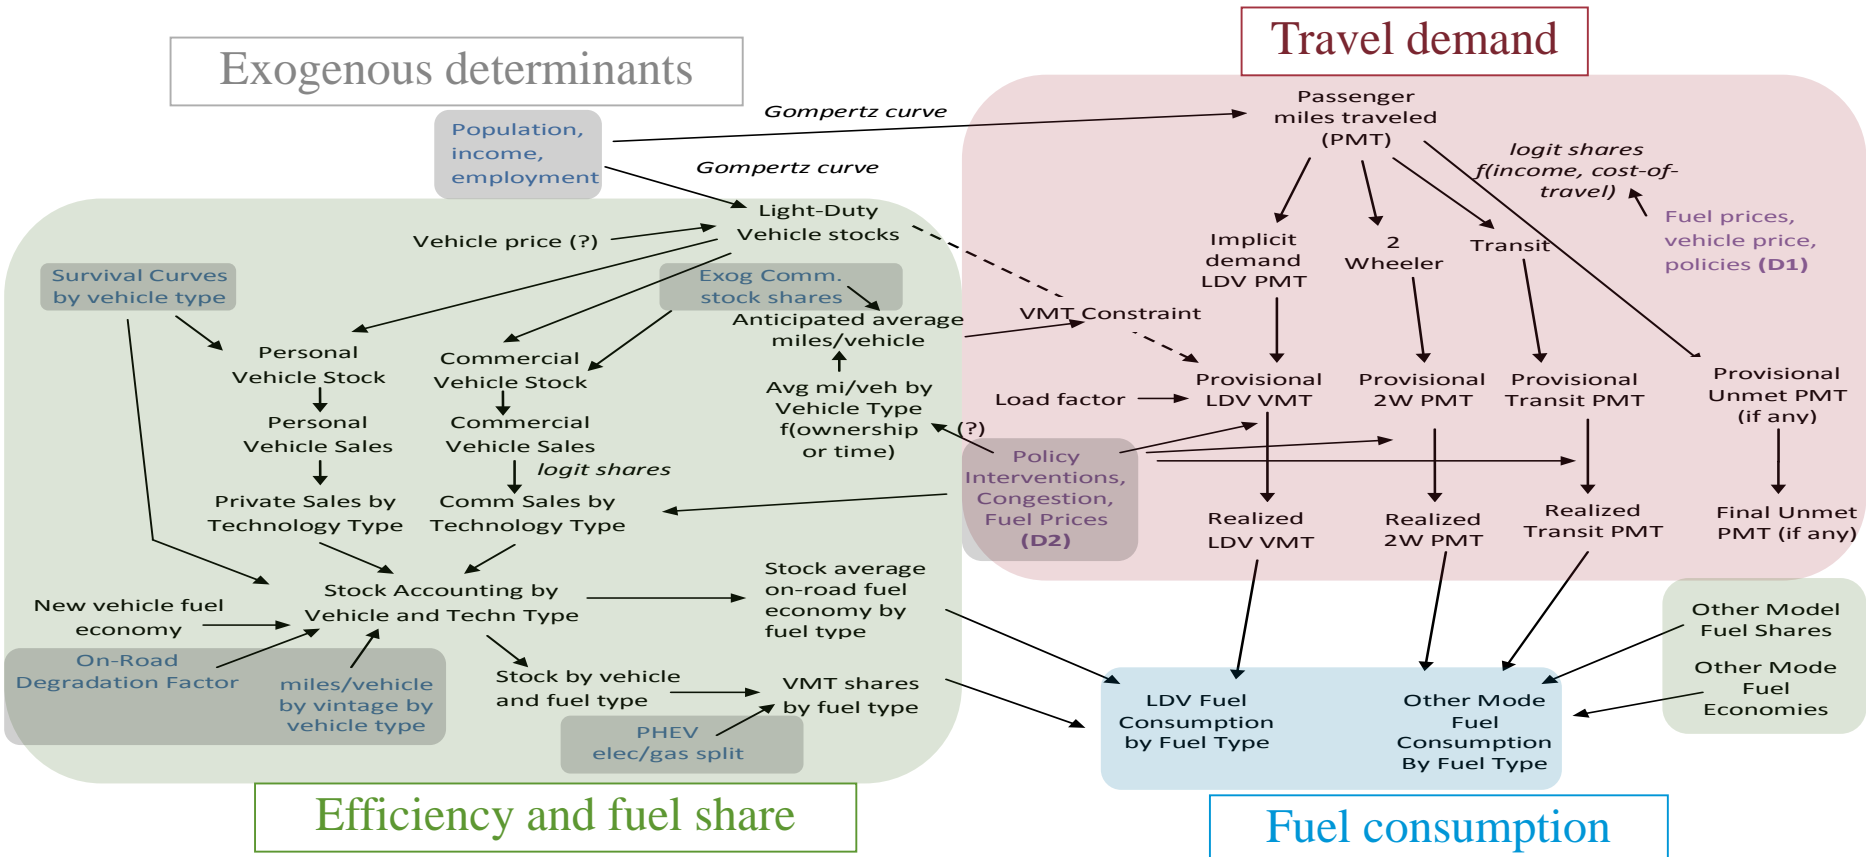 Exogenous determinants
Travel demand
Population,
income,
employment
Gompertz curve
Gompertz curve
Passenger
miles traveled
(PMT)
logit shares
f(income, cost-of-
travel)
Fuel prices,
vehicle price,
policies (D1)
Light-Duty
Vehicle stocks
Vehicle price (?)
Survival Curves
by vehicle type
Exog Comm.
stock shares
Anticipated average
miles/vehicle
VMT Constraint
Implicit
demand
LDV PMT
2
Wheeler
Transit
Personal
Vehicle Stock
Commercial
Vehicle Stock
Avg mi/veh by
Vehicle Type
f(ownership
or time)
(?)
Load factor
Provisional
LDV VMT
Provisional
2W PMT
Provisional
Transit PMT
Provisional
Unmet PMT
(if any)
Personal
Vehicle Sales
Commercial
Vehicle Sales
logit shares
Policy
Interventions,
Congestion,
Fuel Prices
(D2)
Private Sales by
Technology Type
Comm Sales by
Technology Type
Realized
LDV VMT
Realized
2W PMT
Realized
Transit PMT
Final Unmet
PMT (if any)
Stock Accounting by
Vehicle and Techn Type
New vehicle fuel
economy
Stock average
on-road fuel
economy by
fuel type
On-Road
Degradation Factor
miles/vehicle
by vintage by
vehicle type
Stock by vehicle
and fuel type
VMT shares
by fuel type
PHEV
elec/gas split
LDV Fuel
Consumption
by Fuel Type
Other Mode
Fuel
Consumption
By Fuel Type
Other Model
Fuel Shares
Other Mode
Fuel
Economies
Efficiency and fuel share
Fuel consumption